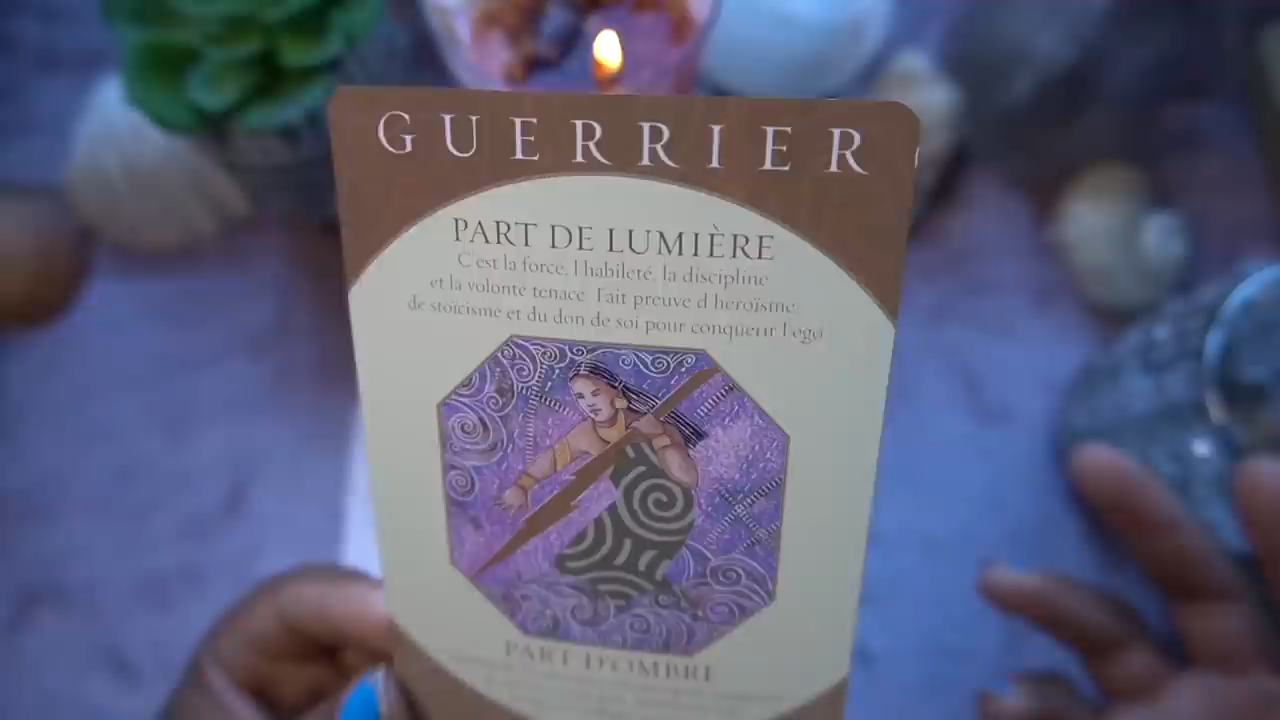 GUERRIER
PART DE LUMIÈRE
C'est la force, l'habileté, la discipline
et la volonté tenace. Fait preuve d'héroïsme,
de stoïcisme et du don de soi pour conquérir l'ego
PART D'OMBRE